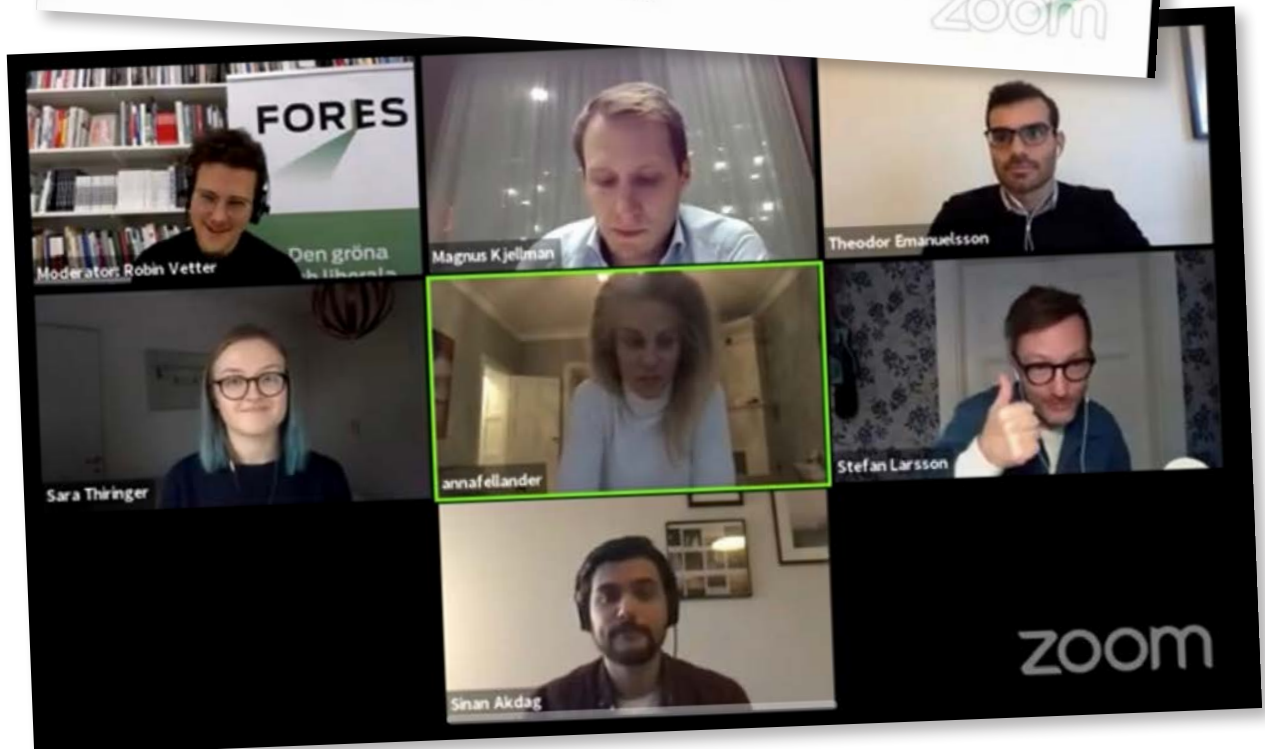 zoom
FORES
Den gröna
Moderator: Robin Vetter
Magnus Kjellman
Theodor Emanuelsson
Sara Thiringer
annafellander
Stefan Larsson
Sinan Akdag
zoom